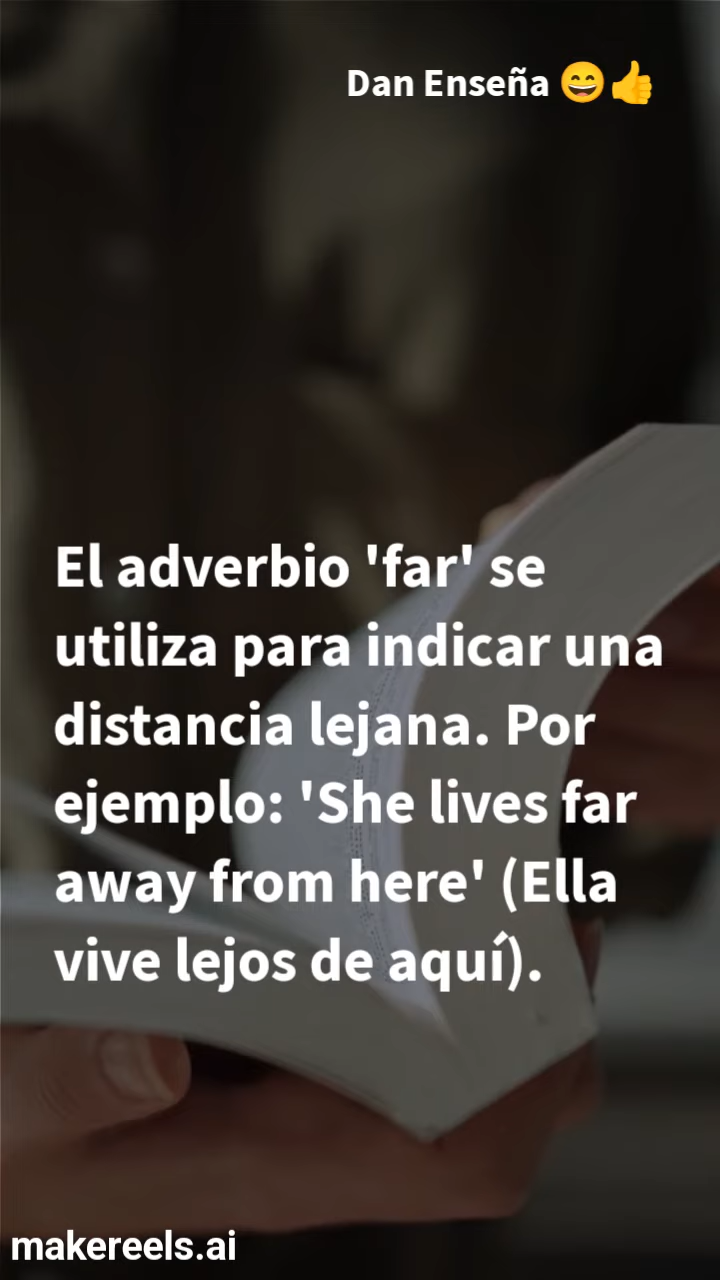 Dan Enseña 😄👍
El adverbio 'far' se
utiliza para indicar una
distancia lejana. Por
ejemplo: 'She lives far
away from here' (Ella
vive lejos de aquí).
makereels.ai